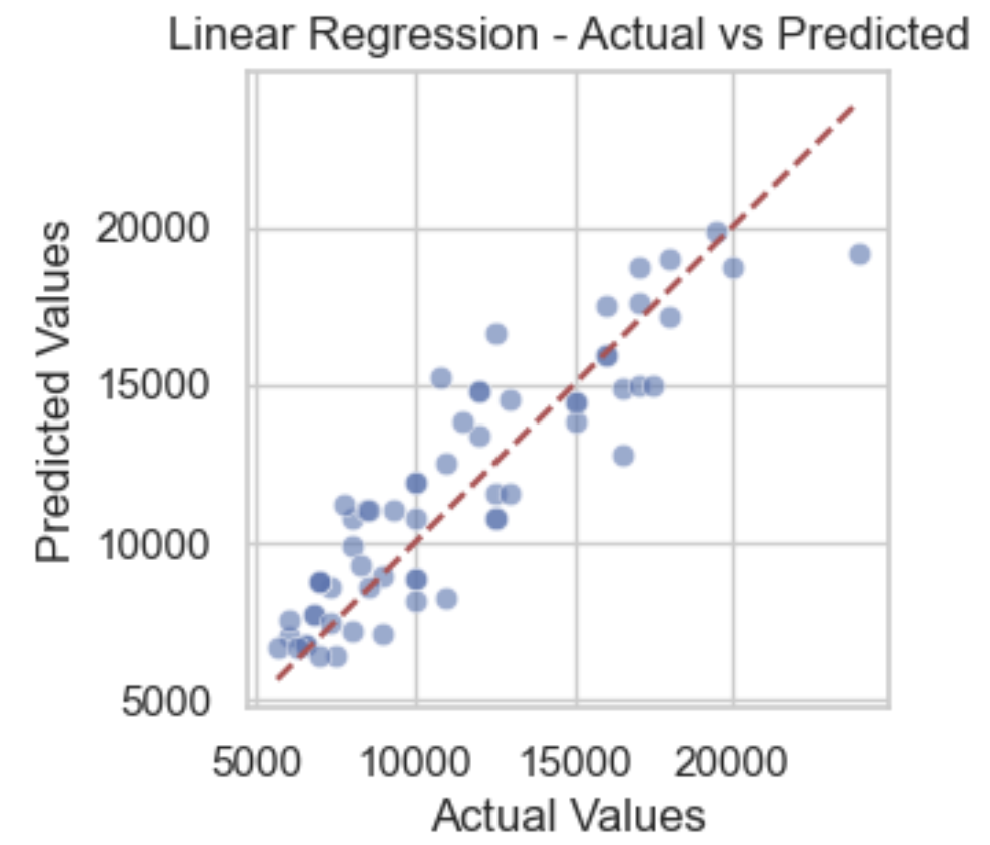 Linear Regression - Actual vs Predicted
20000
15000
10000
5000
Predicted Values
5000 10000 15000 20000
Actual Values